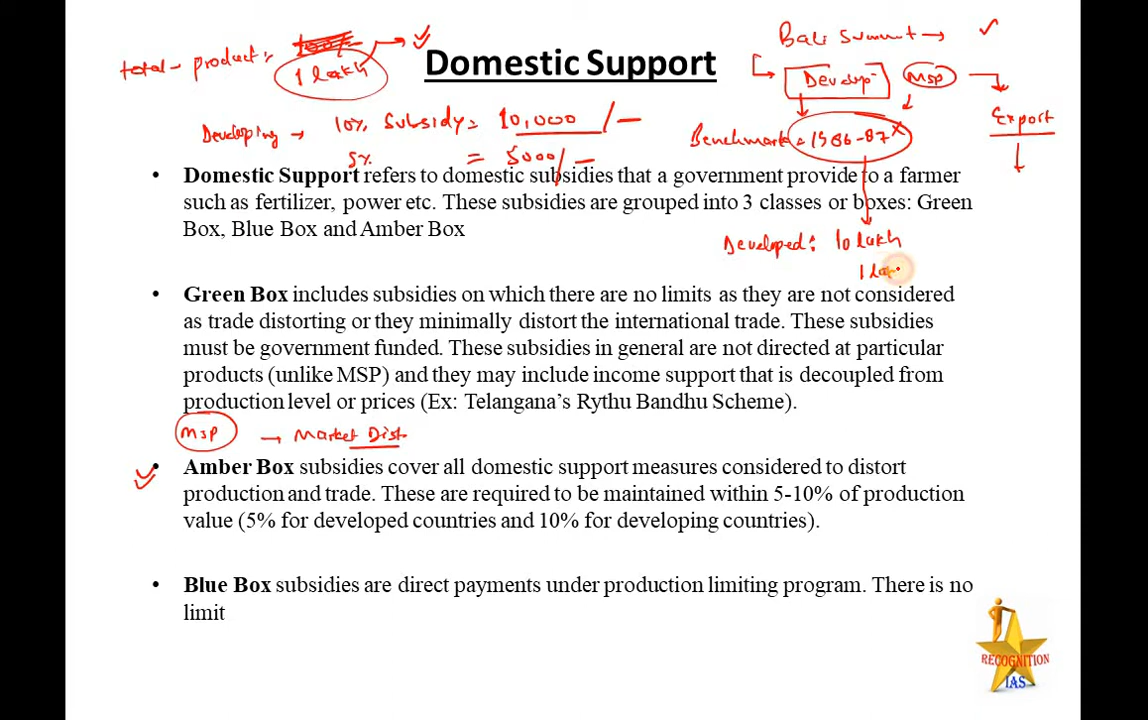 Bali Summit → ✓
total - product:
1 lakh
Domestic Support
MSP
Export
Developing → 10% Subsidy = 10,000/-
Benchmark = 1986-87
5% = 5000/-
• Domestic Support refers to domestic subsidies that a government provide to a farmer
such as fertilizer, power etc. These subsidies are grouped into 3 classes or boxes: Green
Box, Blue Box and Amber Box
Developed: 10 lakh
• Green Box includes subsidies on which there are no limits as they are not considered
as trade distorting or they minimally distort the international trade. These subsidies
must be government funded. These subsidies in general are not directed at particular
products (unlike MSP) and they may include income support that is decoupled from
production level or prices (Ex: Telangana’s Rythu Bandhu Scheme).
MSP → Market Dist.
• Amber Box subsidies cover all domestic support measures considered to distort
production and trade. These are required to be maintained within 5-10% of production
value (5% for developed countries and 10% for developing countries).
• Blue Box subsidies are direct payments under production limiting program. There is no
limit
RECOGNITION
IAS